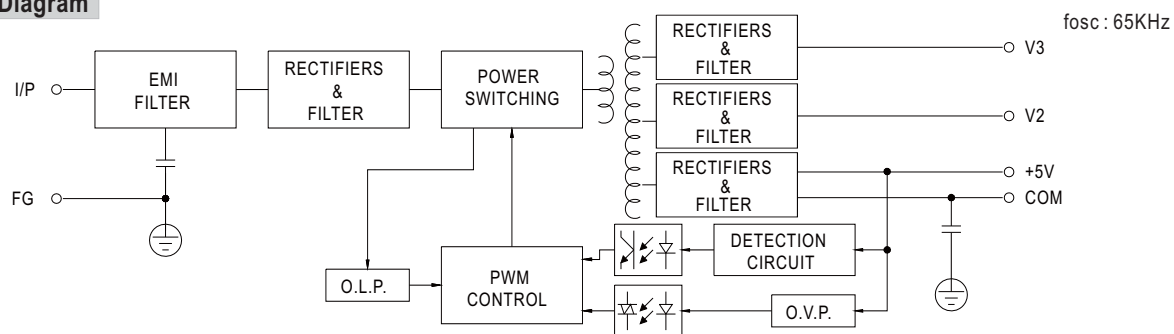 Diagram
fosc : 65KHz
I/P
EMI
FILTER
RECTIFIERS
&
FILTER
POWER
SWITCHING
RECTIFIERS
&
FILTER
V3
RECTIFIERS
&
FILTER
V2
RECTIFIERS
&
FILTER
+5V
COM
FG
O.L.P.
PWM
CONTROL
DETECTION
CIRCUIT
O.V.P.